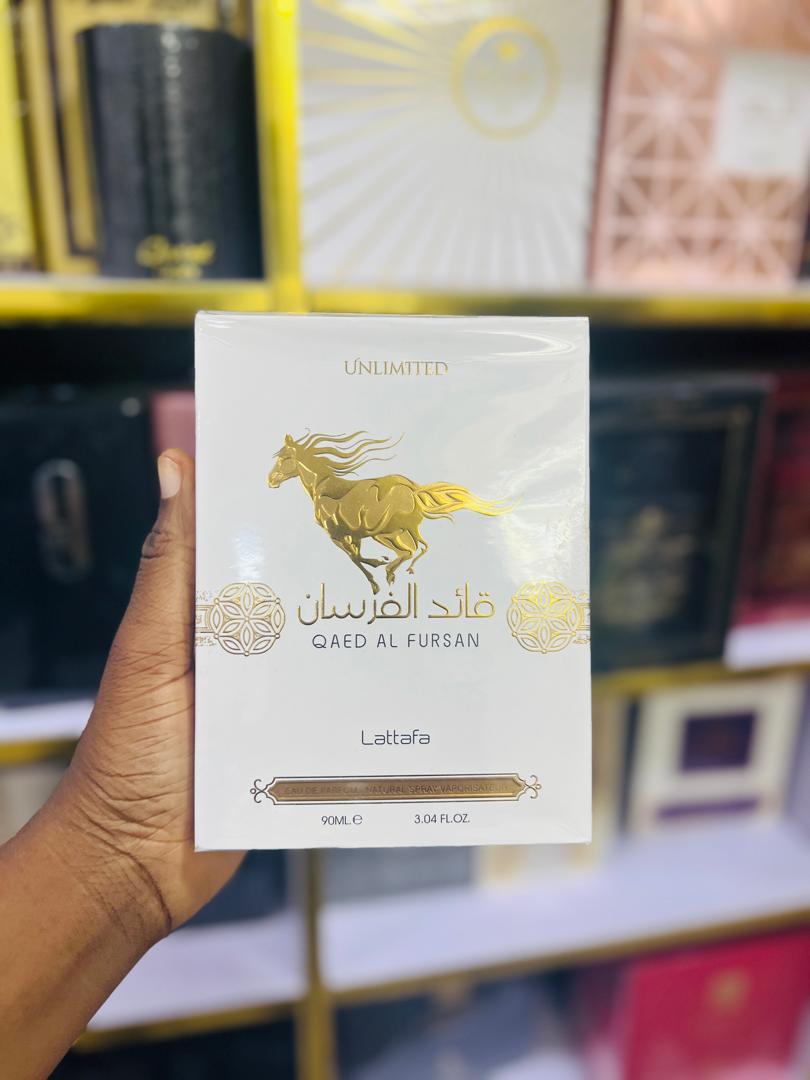 UNLIMITED
قائد الفرسان
QAED AL FURSAN
Lattafa
EAU DE PARFUM NATURAL SPRAY VAPORISATEUR
90ML.℮ 3.04 FL.OZ.